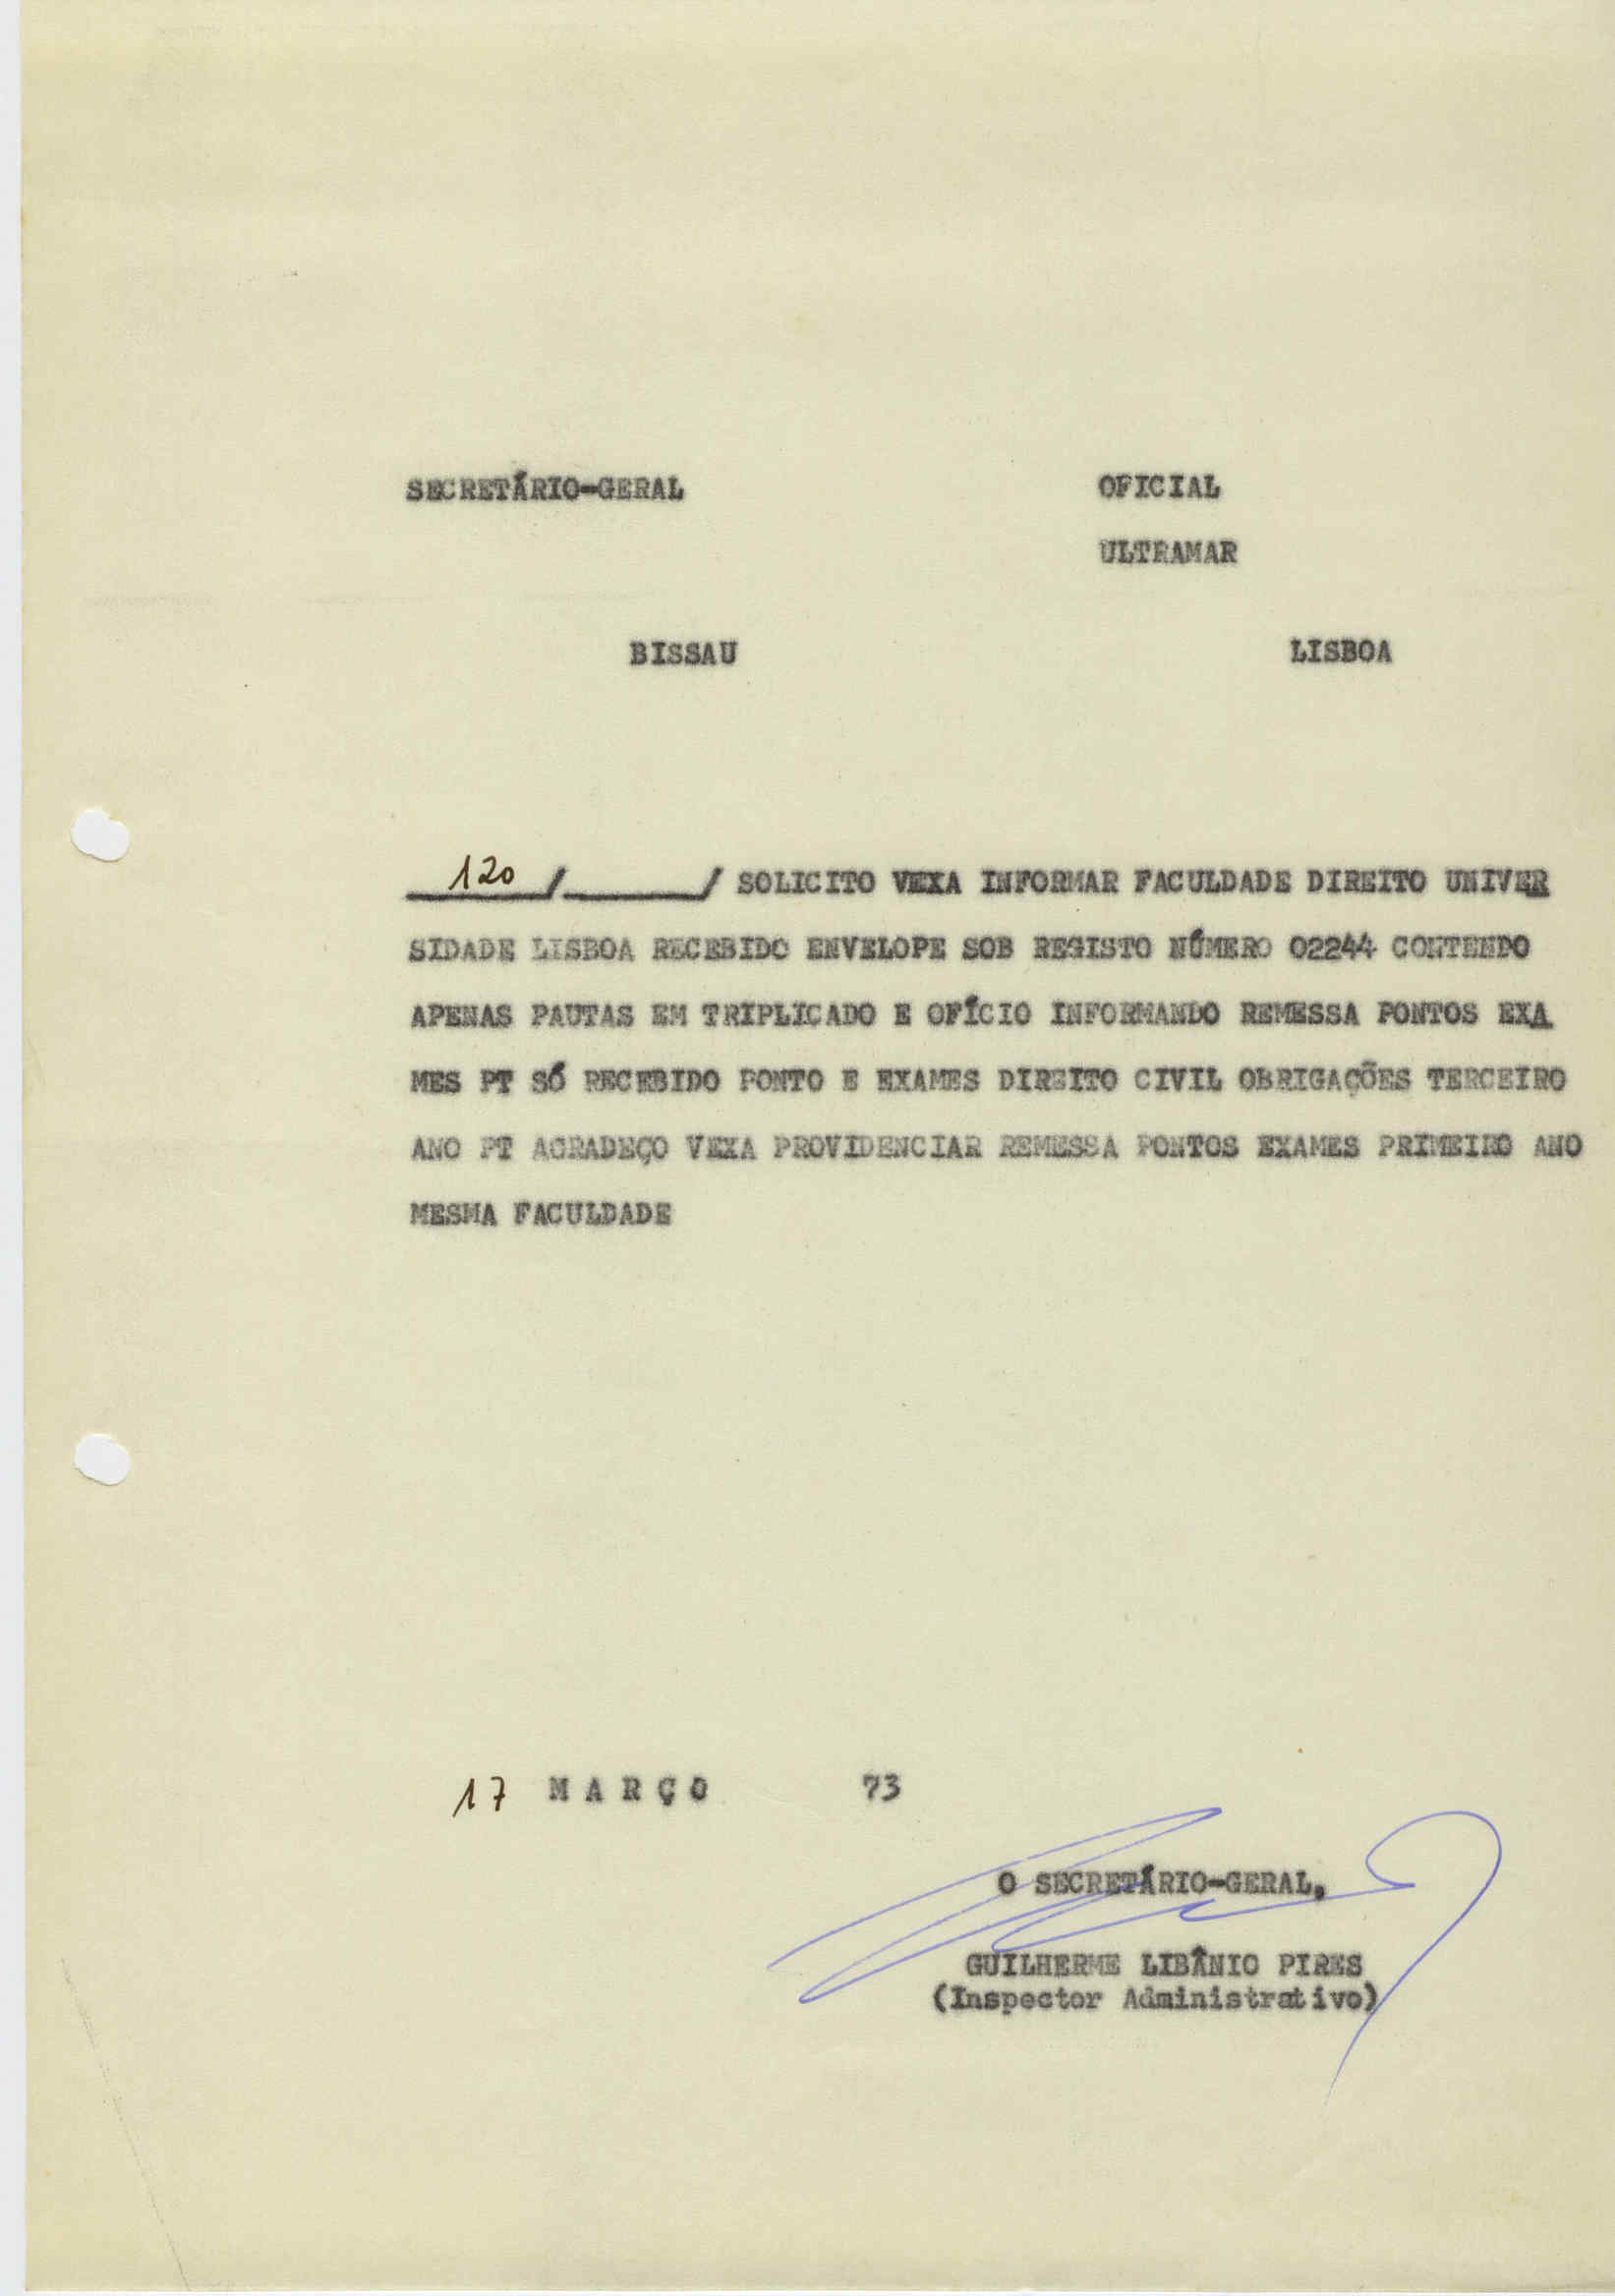 SECRETÁRIO-GERAL OFICIAL
ULTRAMAR
BISSAU LISBOA
120 /______/ SOLICITO VEXA INFORMAR FACULDADE DIREITO UNIVER
SIDADE LISBOA RECEBIDO ENVELOPE SOB REGISTO NÚMERO 02244 CONTENDO
APENAS PAUTAS EM TRIPLICADO E OFÍCIO INFORMANDO REMESSA PONTOS EXA
MES PT SÓ RECEBIDO PONTO E EXAMES DIREITO CIVIL OBRIGAÇÕES TERCEIRO
ANO PT AGRADEÇO VEXA PROVIDENCIAR REMESSA PONTOS EXAMES PRIMEIRO ANO
MESMA FACULDADE
17 MARÇO 73
O SECRETÁRIO-GERAL,
GUILHERME LIBÂNIO PIRES
(Inspector Administrativo)